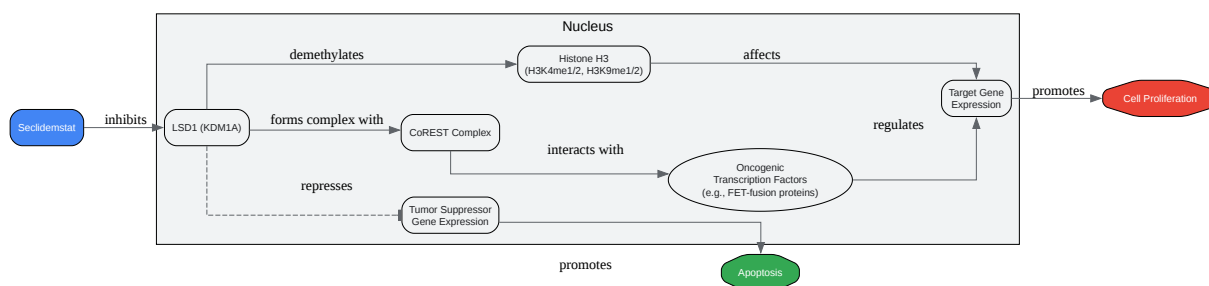 Nucleus
demethylates
Histone H3
(H3K4me1/2, H3K9me1/2)
affects
Target Gene
Expression
promotes
Cell Proliferation
Seclidemstat
inhibits
LSD1 (KDM1A)
forms complex with
CoREST Complex
interacts with
regulates
Oncogenic
Transcription Factors
(e.g., FET-fusion proteins)
represses
Tumor Suppressor
Gene Expression
promotes
Apoptosis